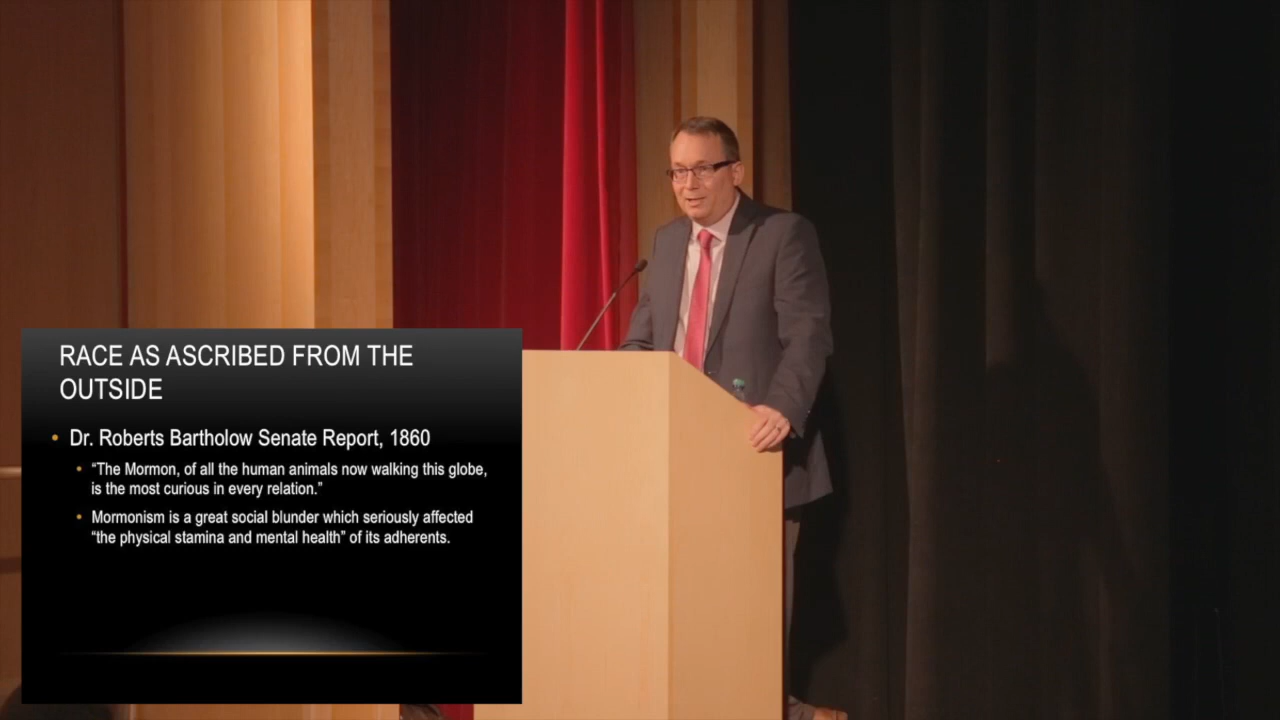 RACE AS ASCRIBED FROM THE
OUTSIDE
• Dr. Roberts Bartholow Senate Report, 1860
• “The Mormon, of all the human animals now walking this globe,
is the most curious in every relation.”
• Mormonism is a great social blunder which seriously affected
“the physical stamina and mental health” of its adherents.